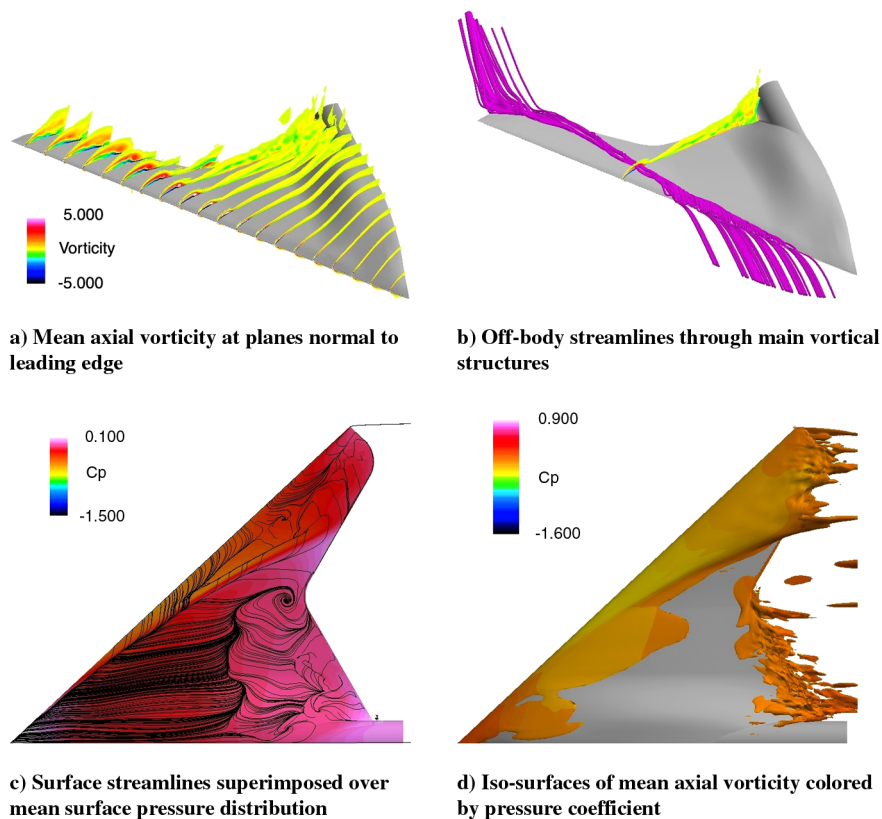 5.000
Vorticity
-5.000
a) Mean axial vorticity at planes normal to
leading edge
b) Off-body streamlines through main vortical
structures
0.100
Cp
-1.500
c) Surface streamlines superimposed over
mean surface pressure distribution
0.900
Cp
-1.600
d) Iso-surfaces of mean axial vorticity colored
by pressure coefficient